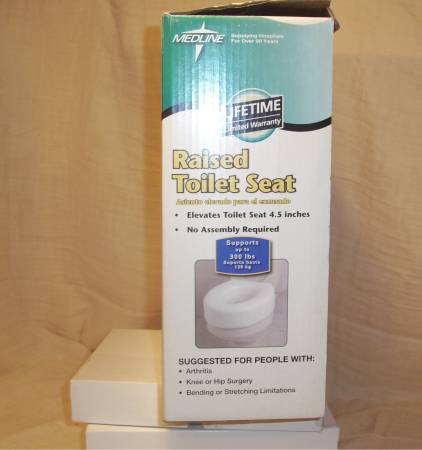 MEDLINE
Supplying Hospitals
For Over 90 Years
LIFETIME
Limited Warranty
Raised
Toilet Seat
Asiento elevado para el excusado
• Elevates Toilet Seat 4.5 inches
• No Assembly Required
Supports
up to
300 lbs
Soporta hasta
136 kg
SUGGESTED FOR PEOPLE WITH:
• Arthritis
• Knee or Hip Surgery
• Bending or Stretching Limitations